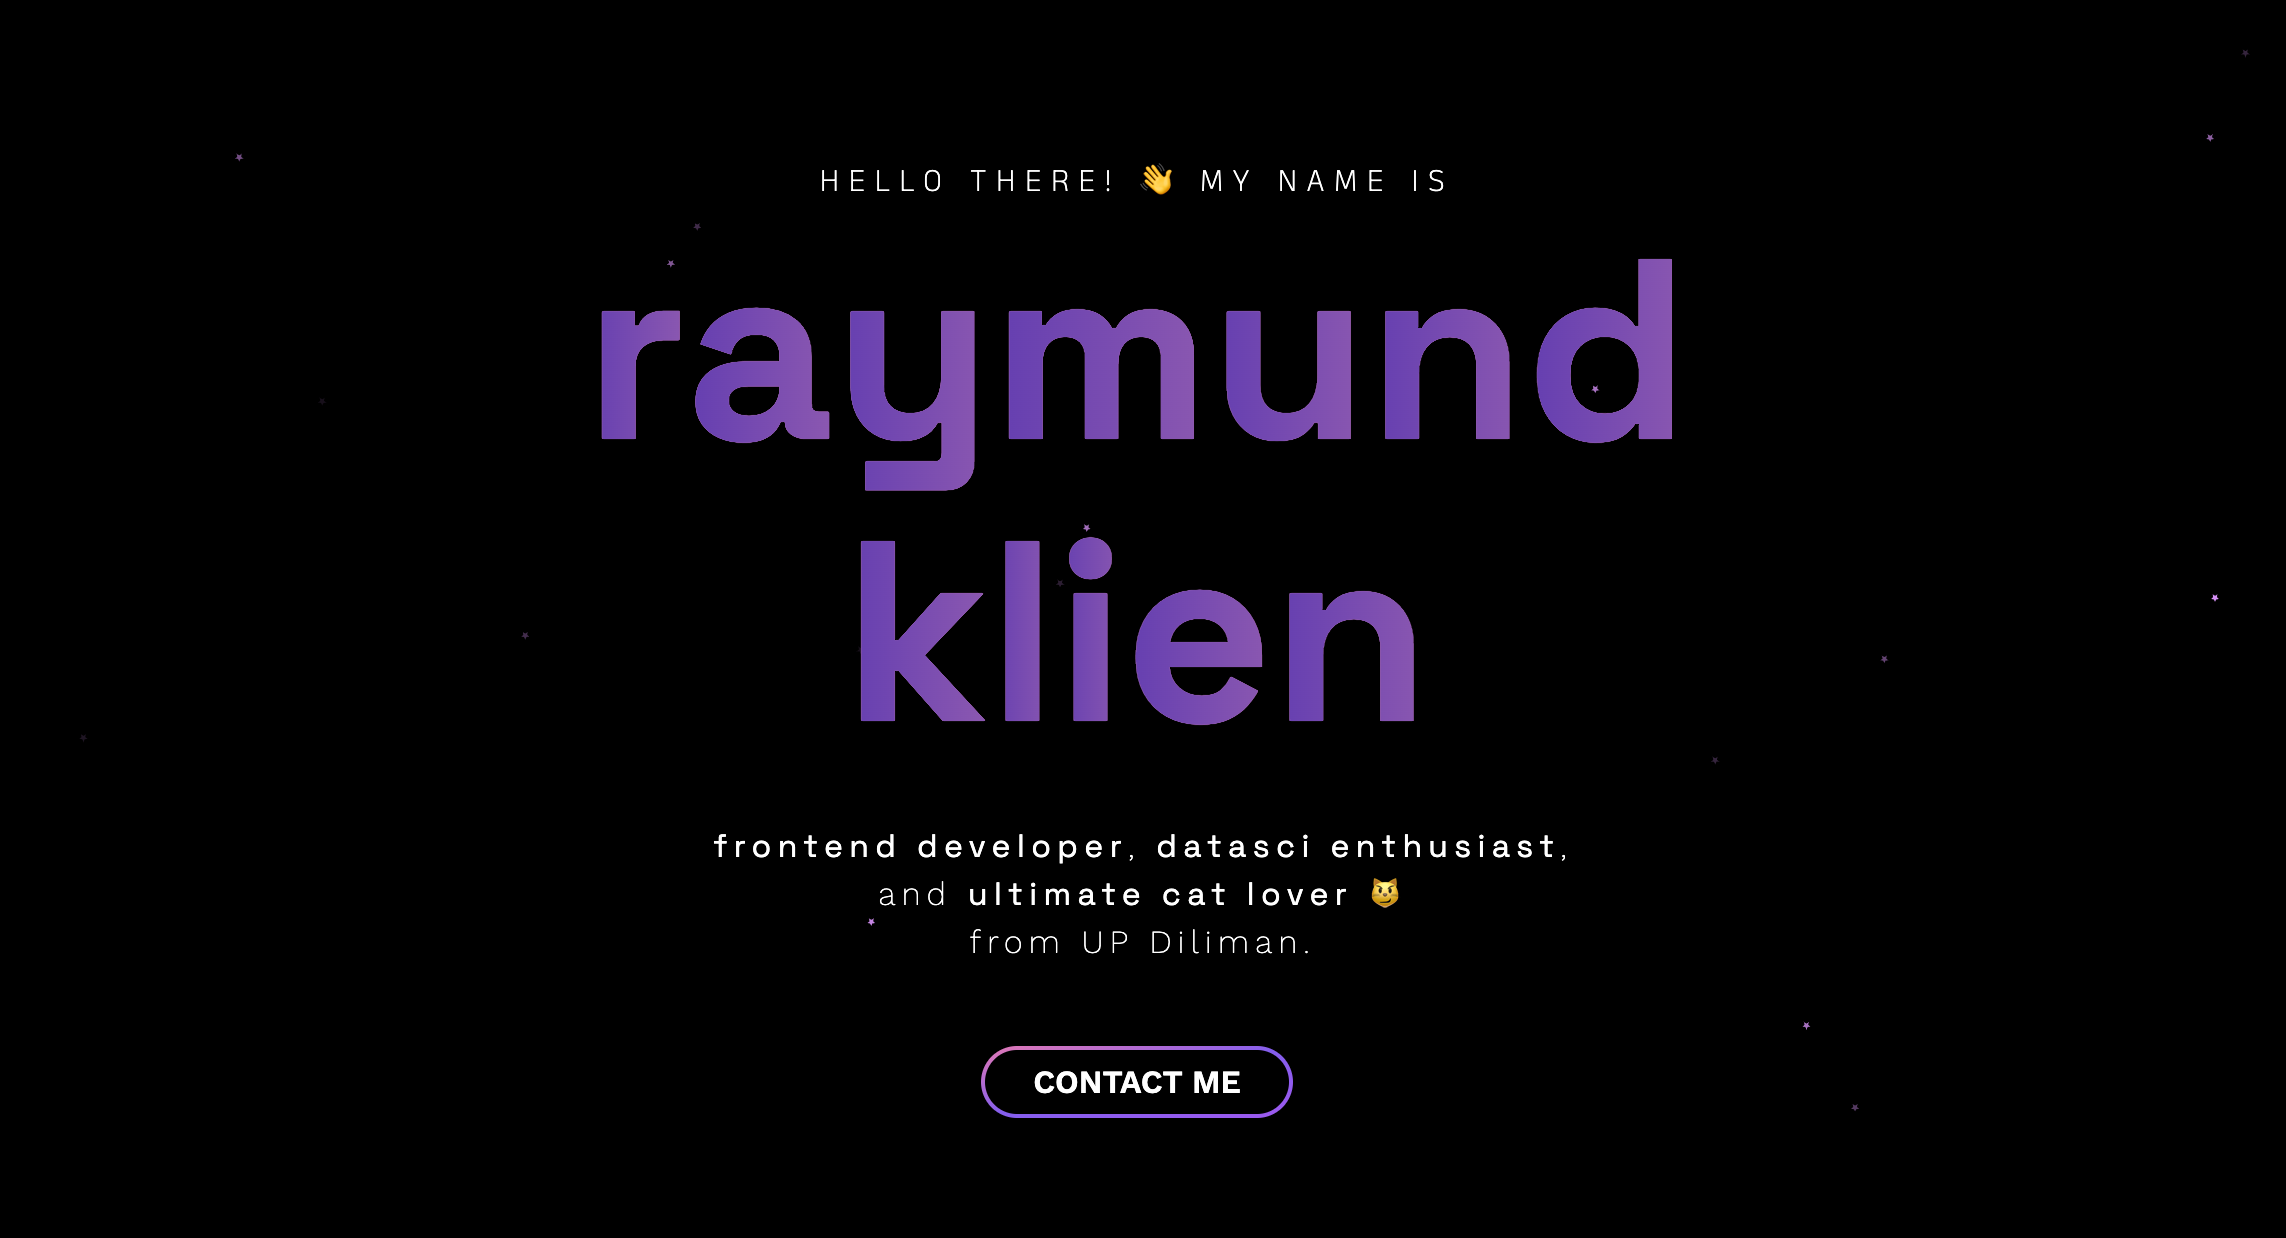 HELLO THERE! 👋 MY NAME IS
raymund
klien
frontend developer, datasci enthusiast,
and ultimate cat lover 😼
from UP Diliman.
CONTACT ME